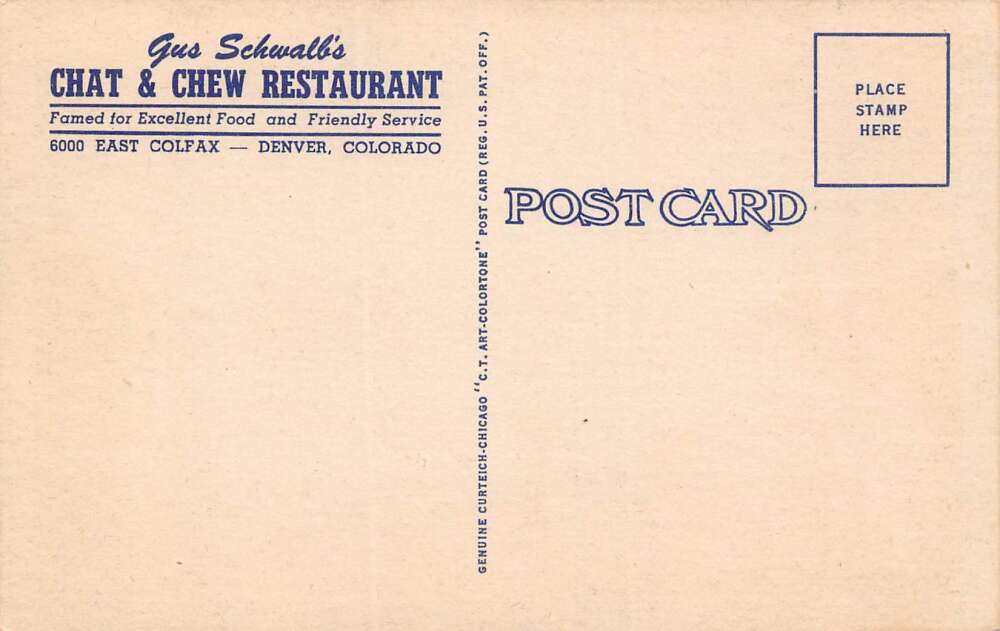 Gus Schwalb's
CHAT & CHEW RESTAURANT
Famed for Excellent Food and Friendly Service
6000 EAST COLFAX — DENVER, COLORADO
GENUINE CURTEICH-CHICAGO "C.T. ART-COLORTONE" POST CARD (REG. U.S. PAT. OFF.)
POST CARD
PLACE
STAMP
HERE